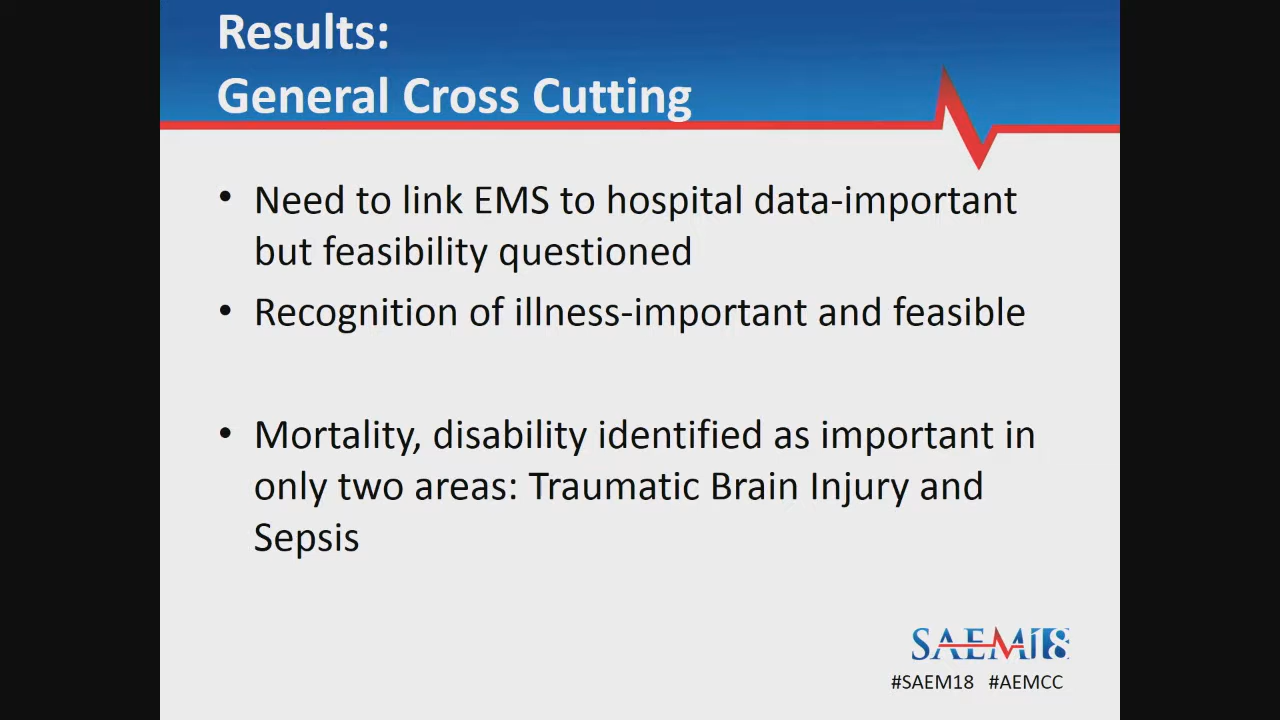 Results:
General Cross Cutting
• Need to link EMS to hospital data-important
but feasibility questioned
• Recognition of illness-important and feasible
• Mortality, disability identified as important in
only two areas: Traumatic Brain Injury and
Sepsis
SAEM18
#SAEM18 #AEMCC